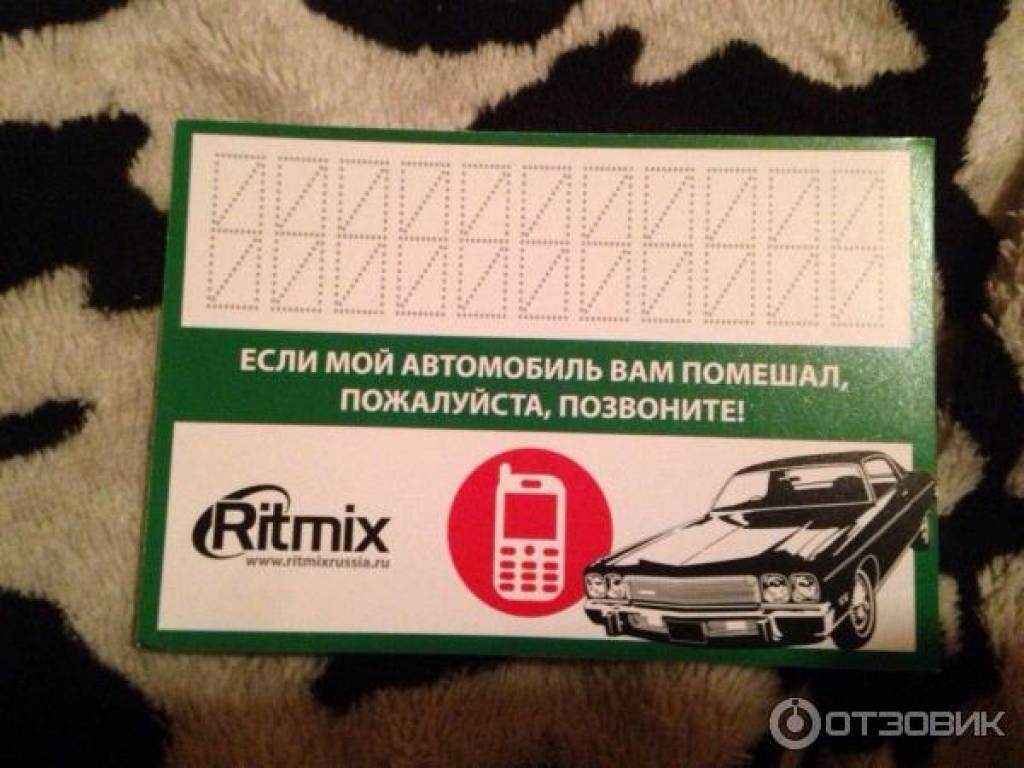 ЕСЛИ МОЙ АВТОМОБИЛЬ ВАМ ПОМЕШАЛ,
ПОЖАЛУЙСТА, ПОЗВОНИТЕ!
Ritmix
www.ritmixrussia.ru
ОТЗОВИК